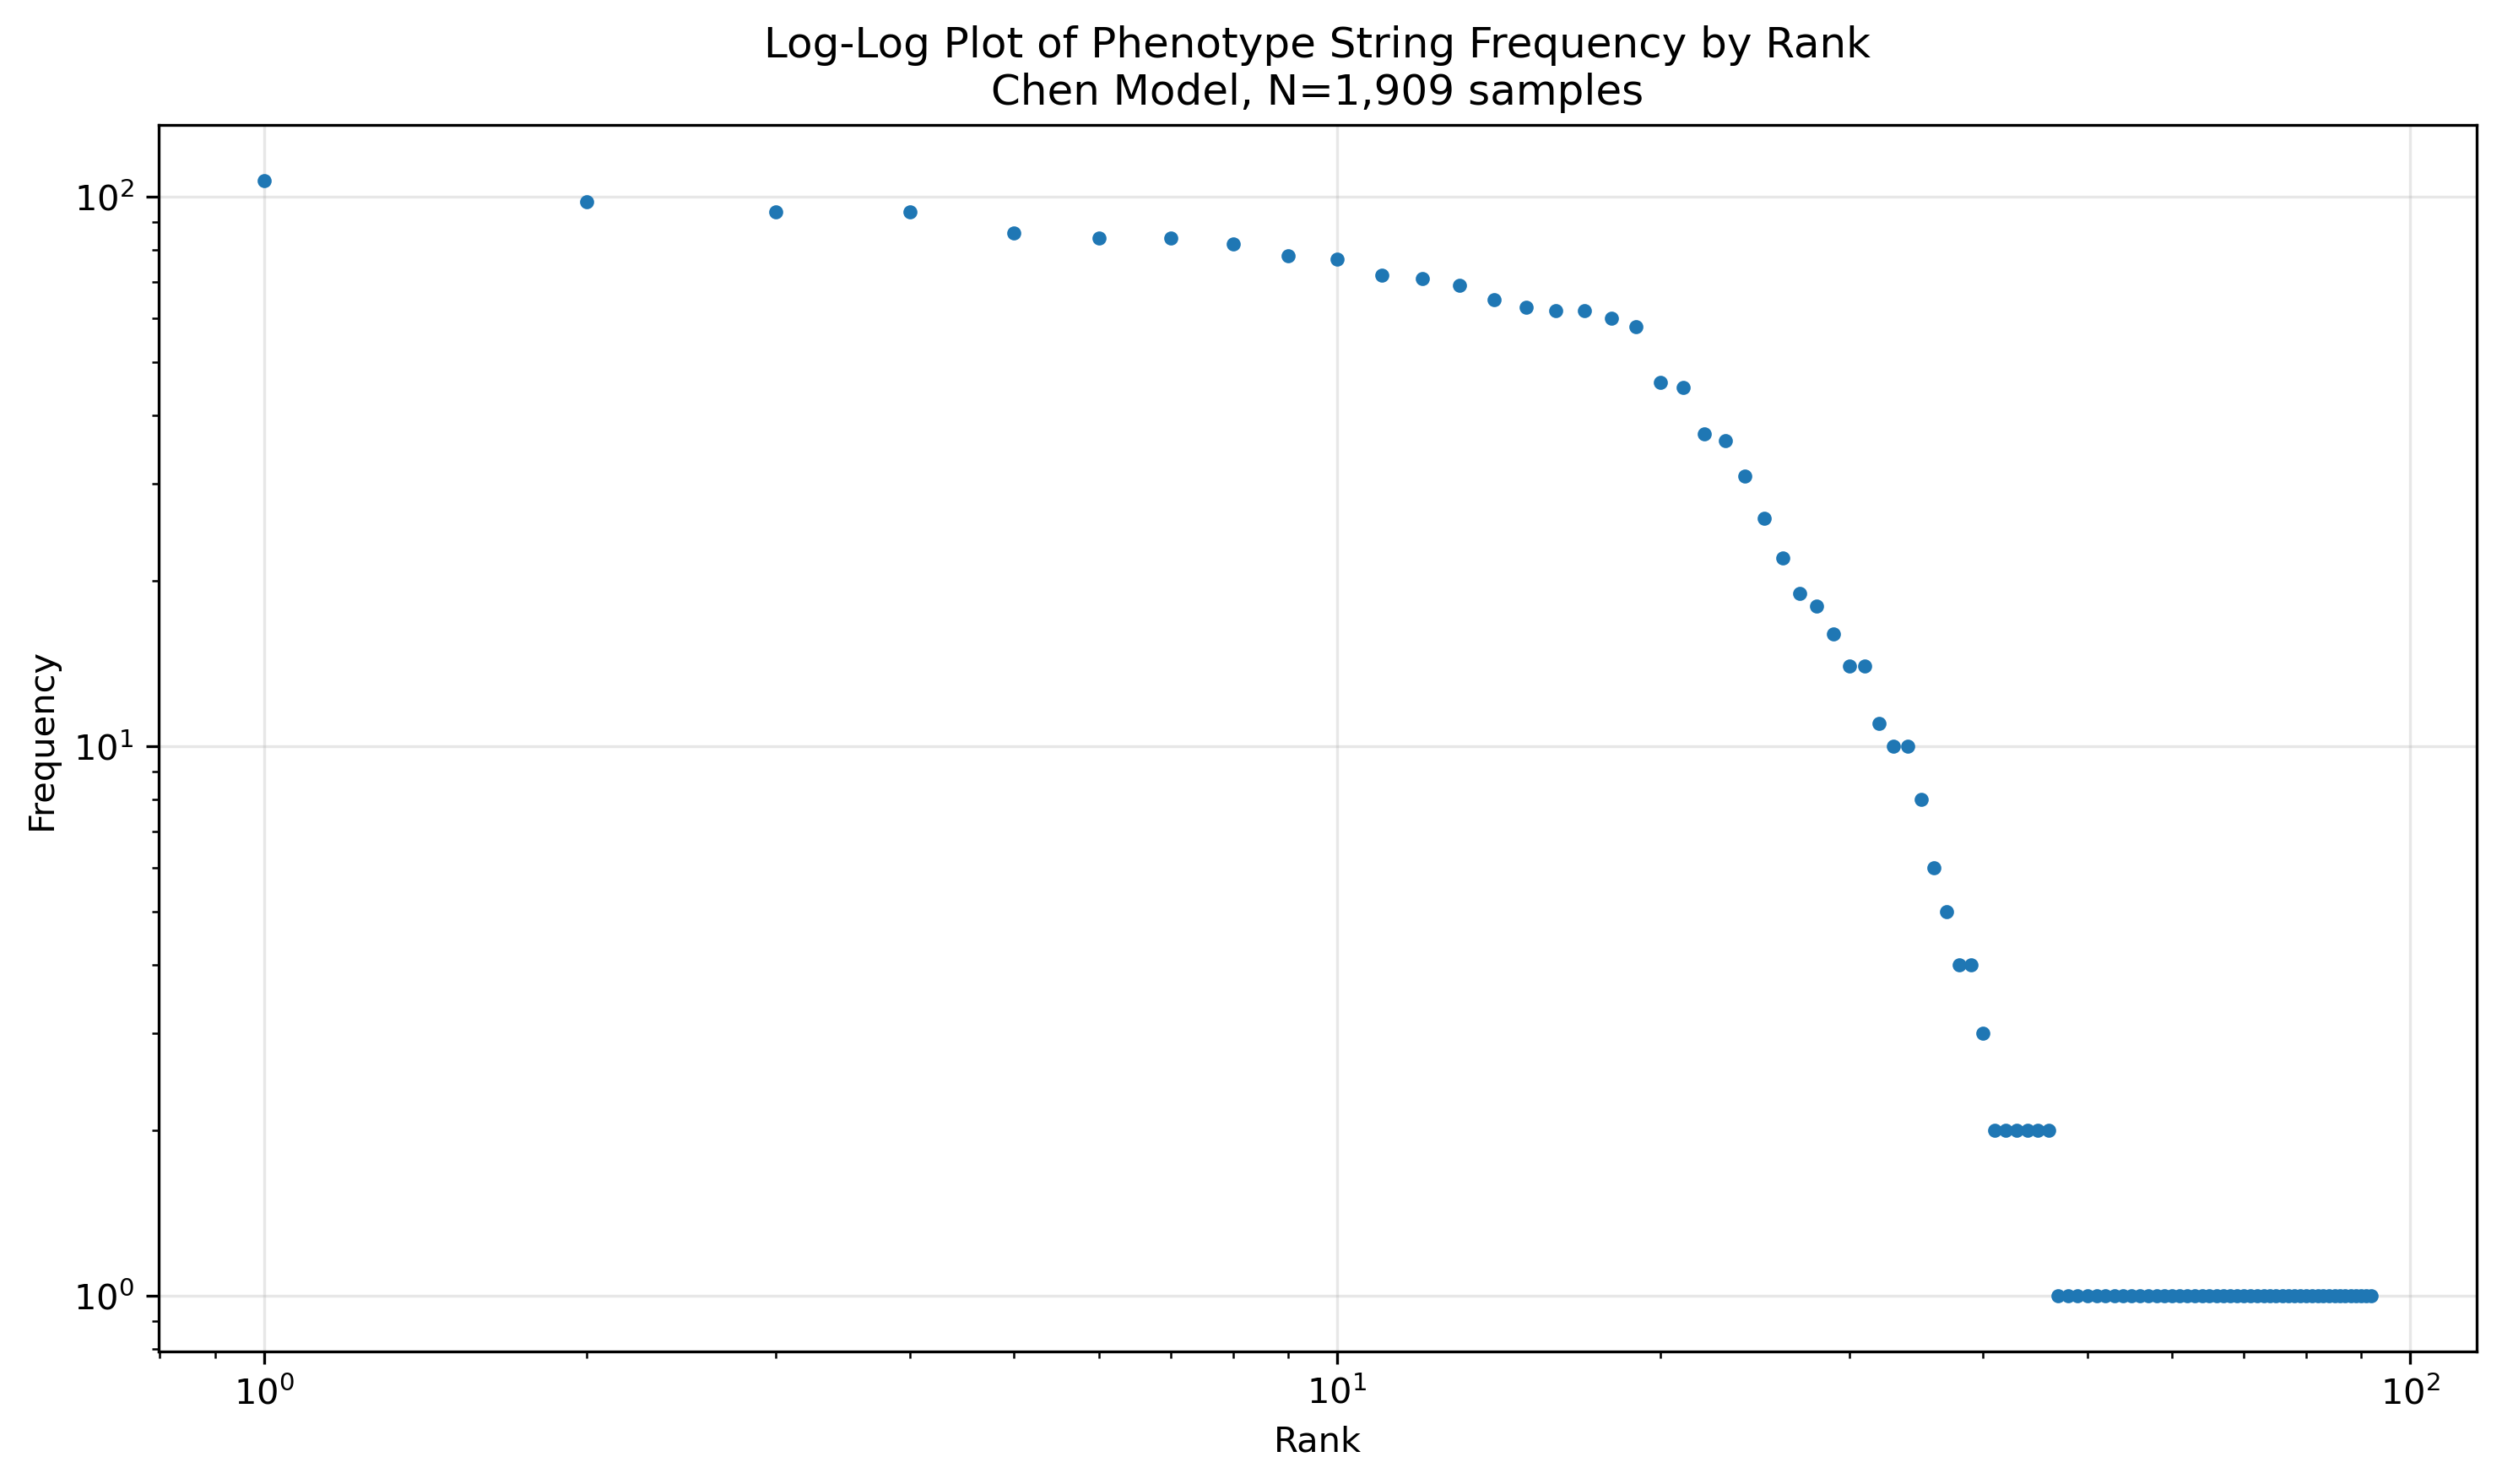 Log-Log Plot of Phenotype String Frequency by Rank
Chen Model, N=1,909 samples
Frequency
10²
10¹
10⁰
10⁰
10¹
10²
Rank